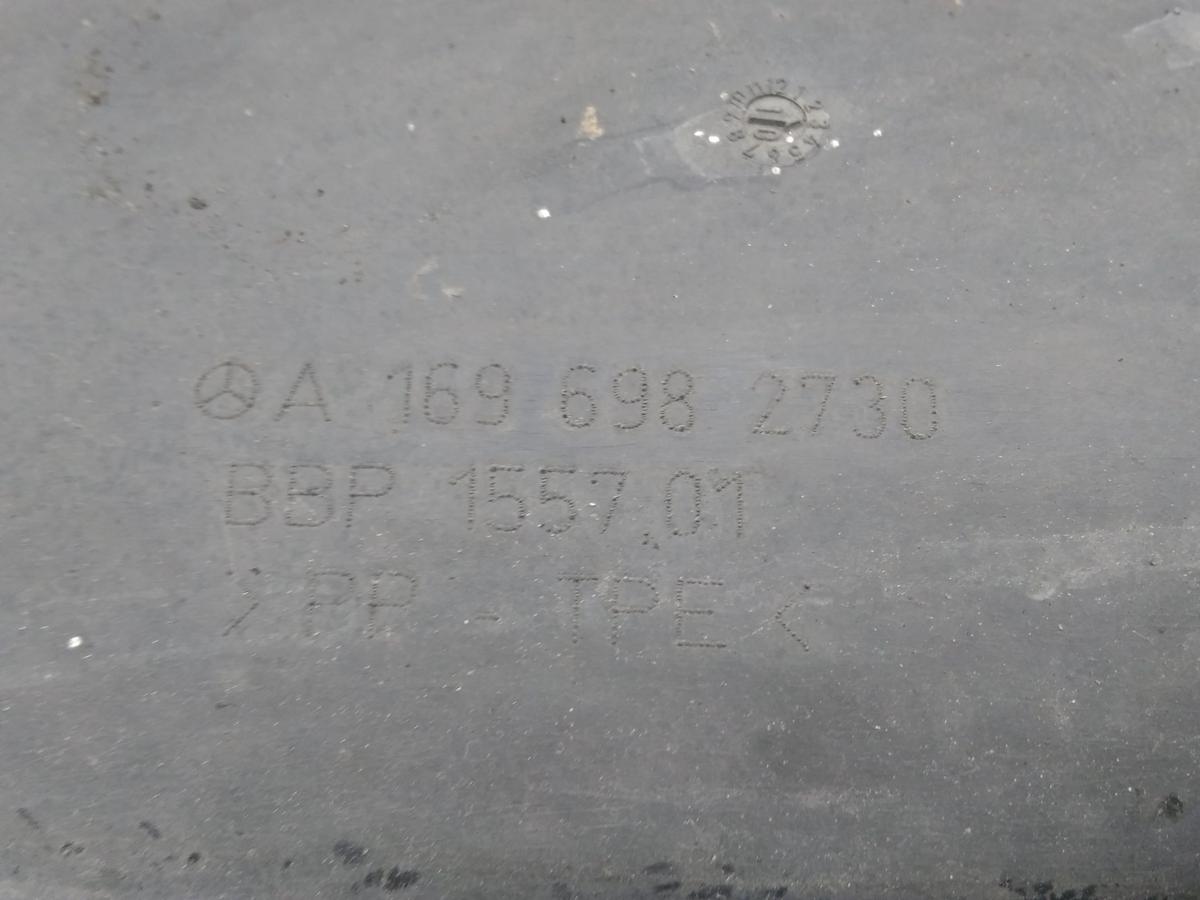 A 169 698 2730
BBP 1557.01
>PP - TPE<